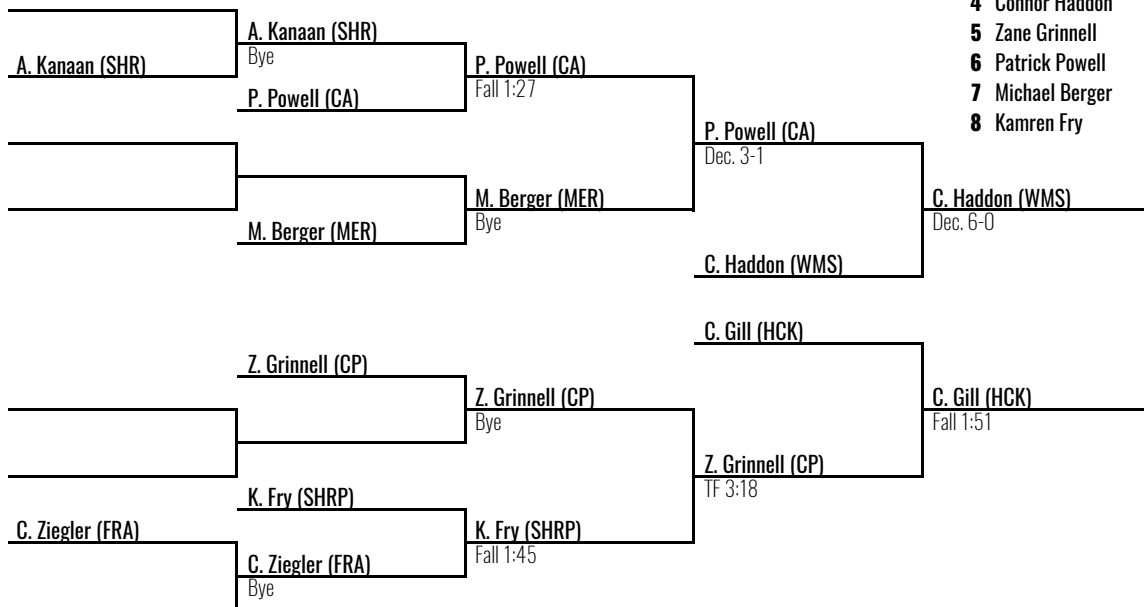 4 Connor Haddon
5 Zane Grinnell
6 Patrick Powell
7 Michael Berger
8 Kamren Fry
A. Kanaan (SHR)
A. Kanaan (SHR)
Bye
P. Powell (CA)
P. Powell (CA)
Fall 1:27
P. Powell (CA)
Dec. 3-1
M. Berger (MER)
M. Berger (MER)
Bye
C. Haddon (WMS)
C. Haddon (WMS)
Dec. 6-0
C. Gill (HCK)
Z. Grinnell (CP)
Z. Grinnell (CP)
Bye
C. Gill (HCK)
Fall 1:51
Z. Grinnell (CP)
TF 3:18
K. Fry (SHRP)
C. Ziegler (FRA)
K. Fry (SHRP)
Fall 1:45
C. Ziegler (FRA)
Bye